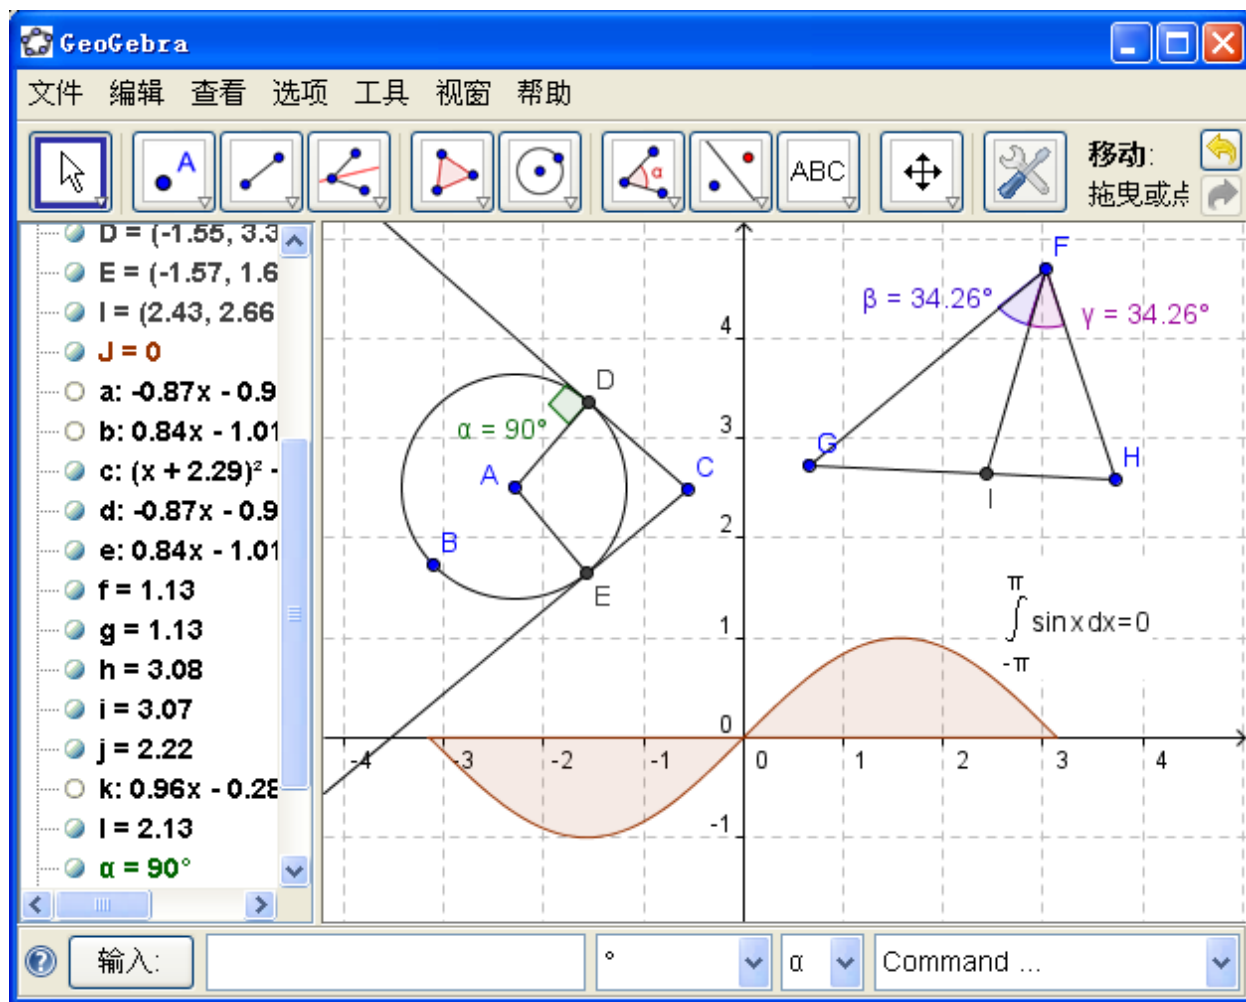 GeoGebra
文件 编辑 查看 选项 工具 视窗 帮助
A
α
ABC
移动:
拖曳或点
D = (-1.55, 3.3
E = (-1.57, 1.6
I = (2.43, 2.66
J = 0
a: -0.87x - 0.9
b: 0.84x - 1.01
c: (x + 2.29)² -
d: -0.87x - 0.9
e: 0.84x - 1.01
f = 1.13
g = 1.13
h = 3.08
i = 3.07
j = 2.22
k: 0.96x - 0.28
l = 2.13
α = 90°
F
β = 34.26°
γ = 34.26°
4
D
α = 90°
3
G
H
A
C
I
2
B
E
π
∫ sinxdx=0
-π
1
0
-4 -3 -2 -1 0 1 2 3 4
-1
输入:
°
α
Command ...